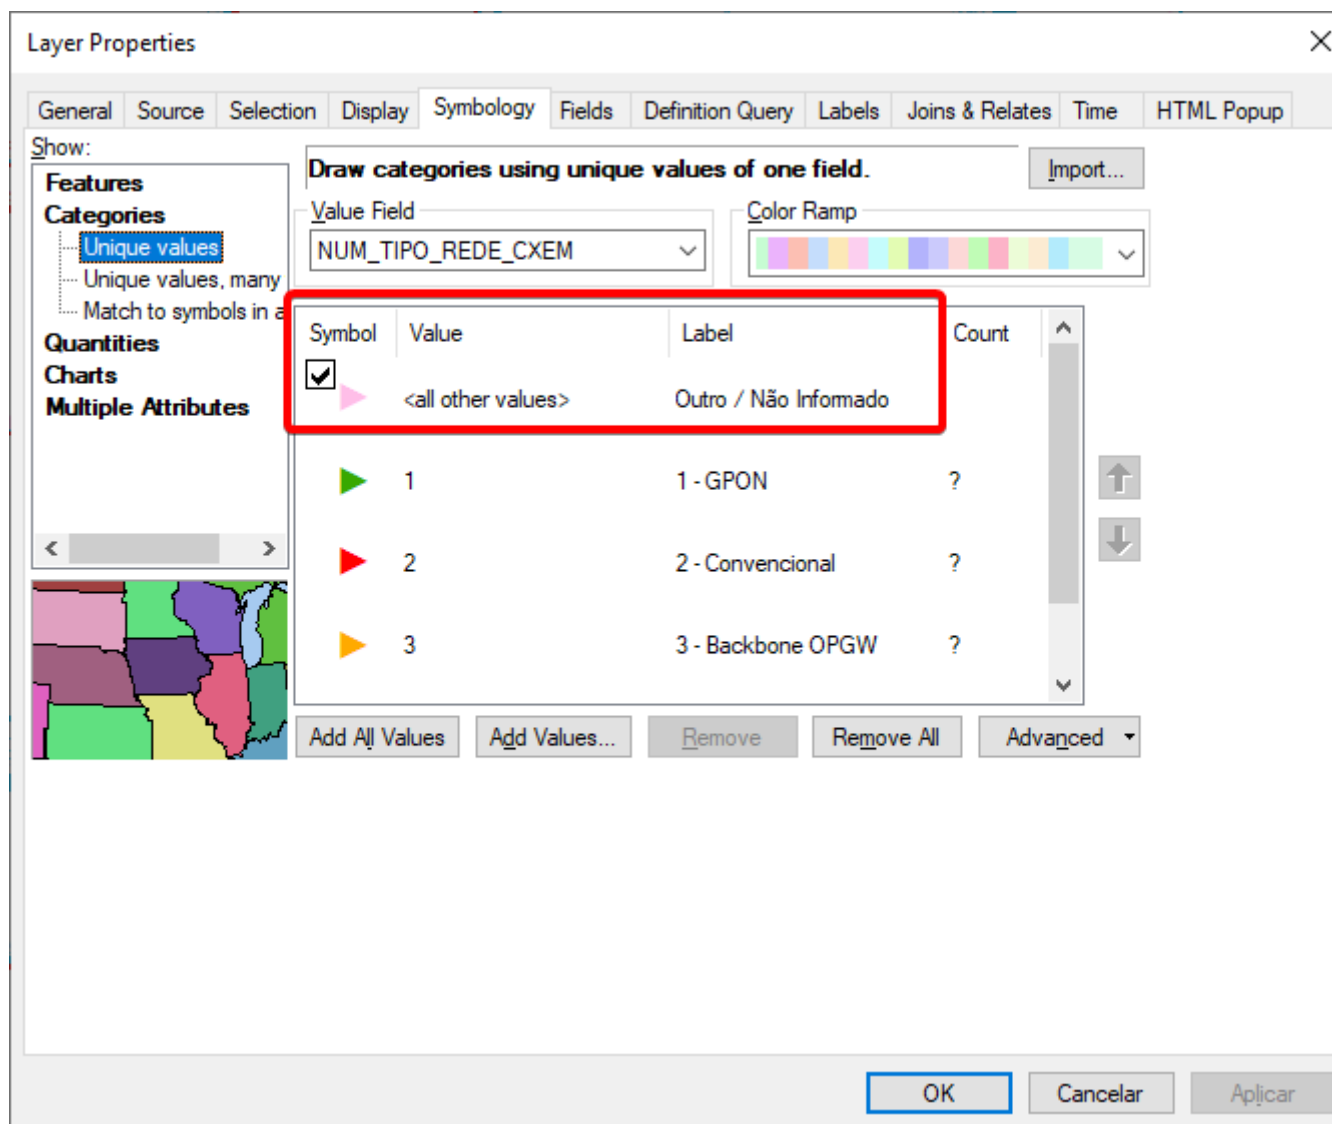 Layer Properties
General Source Selection Display Symbology Fields Definition Query Labels Joins & Relates Time HTML Popup
Show:
Features
Categories
Unique values
Unique values, many
Match to symbols in a
Quantities
Charts
Multiple Attributes
Draw categories using unique values of one field.
Import...
Value Field
NUM_TIPO_REDE_CXEM
Color Ramp
Symbol Value Label Count
<all other values> Outro / Não Informado
1 1 - GPON ?
2 2 - Convencional ?
3 3 - Backbone OPGW ?
Add All Values Add Values... Remove Remove All Advanced
OK Cancelar Aplicar